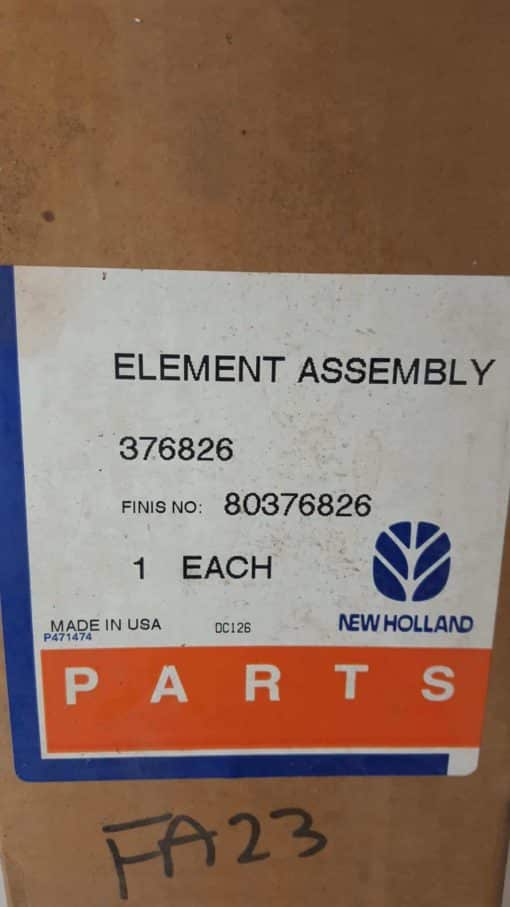 ELEMENT ASSEMBLY
376826
FINIS NO: 80376826
1 EACH
NEW HOLLAND
MADE IN USA DC126
P471474
PARTS
FA23